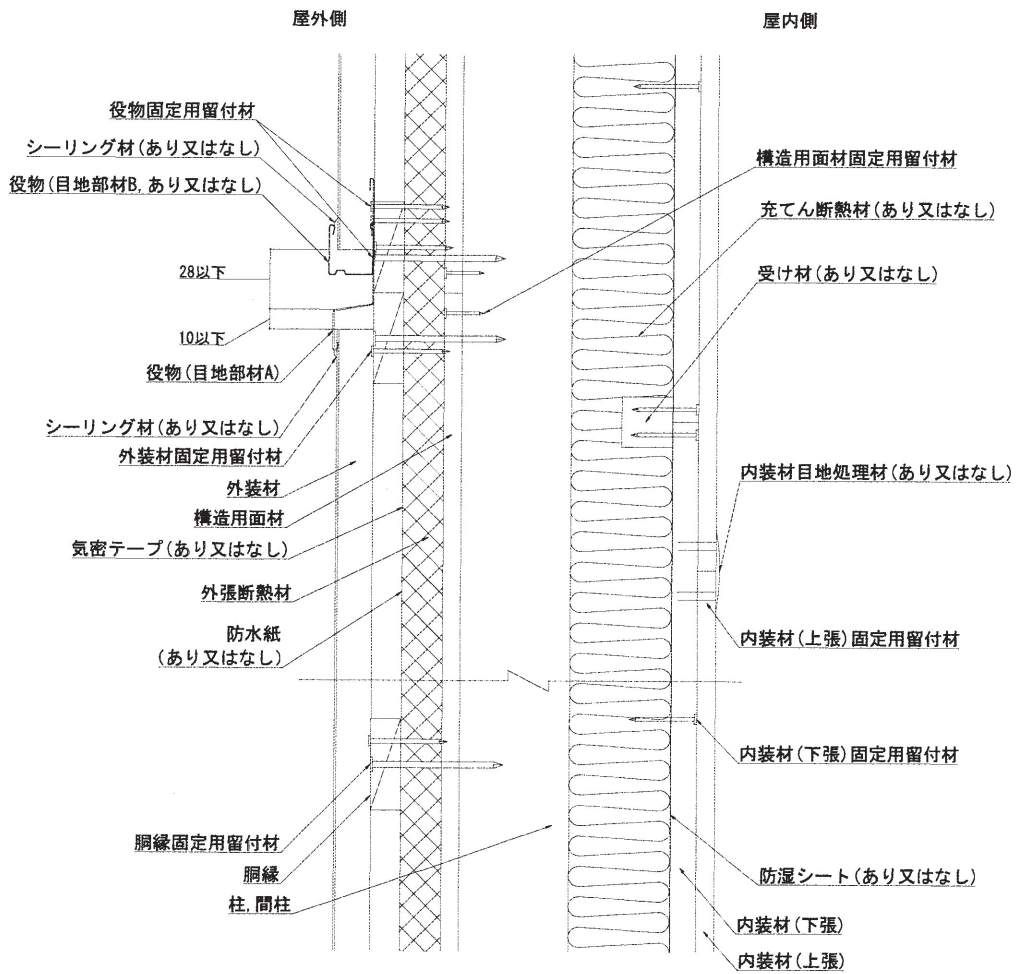 屋外側
屋内側
役物固定用留付材
シーリング材(あり又はなし)
役物(目地部材B,あり又はなし)
28以下
10以下
役物(目地部材A)
シーリング材(あり又はなし)
外装材固定用留付材
外装材
構造用面材
気密テープ(あり又はなし)
外張断熱材
防水紙
(あり又はなし)
胴縁固定用留付材
胴縁
柱,間柱
構造用面材固定用留付材
充てん断熱材(あり又はなし)
受け材(あり又はなし)
内装材目地処理材(あり又はなし)
内装材(上張)固定用留付材
内装材(下張)固定用留付材
防湿シート(あり又はなし)
内装材(下張)
内装材(上張)